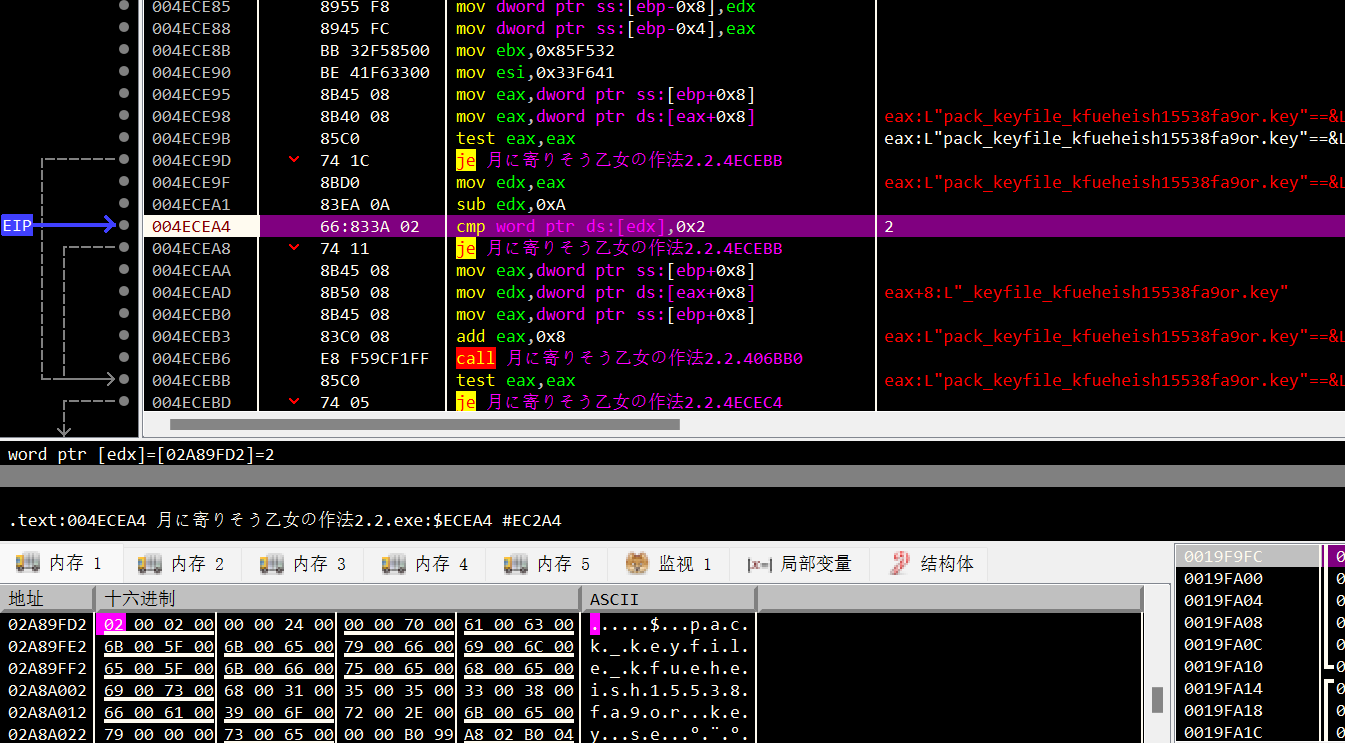 004ECE85 8955 F8 mov dword ptr ss:[ebp-0x8],edx
004ECE88 8945 FC mov dword ptr ss:[ebp-0x4],eax
004ECE8B BB 32F58500 mov ebx,0x85F532
004ECE90 BE 41F63300 mov esi,0x33F641
004ECE95 8B45 08 mov eax,dword ptr ss:[ebp+0x8]
004ECE98 8B40 08 mov eax,dword ptr ds:[eax+0x8] eax:L"pack_keyfile_kfueheish15538fa9or.key"==&L
004ECE9B 85C0 test eax,eax eax:L"pack_keyfile_kfueheish15538fa9or.key"==&L
004ECE9D 74 1C je 月に寄りそう乙女の作法2.2.4ECEBB
004ECE9F 8BD0 mov edx,eax eax:L"pack_keyfile_kfueheish15538fa9or.key"==&L
004ECEA1 83EA 0A sub edx,0xA
EIP 004ECEA4 66:833A 02 cmp word ptr ds:[edx],0x2 2
004ECEA8 74 11 je 月に寄りそう乙女の作法2.2.4ECEBB
004ECEAA 8B45 08 mov eax,dword ptr ss:[ebp+0x8]
004ECEAD 8B50 08 mov edx,dword ptr ds:[eax+0x8] eax+8:L"_keyfile_kfueheish15538fa9or.key"
004ECEB0 8B45 08 mov eax,dword ptr ss:[ebp+0x8]
004ECEB3 83C0 08 add eax,0x8 eax:L"pack_keyfile_kfueheish15538fa9or.key"==&L
004ECEB6 E8 F59CF1FF call 月に寄りそう乙女の作法2.2.406BB0
004ECEBB 85C0 test eax,eax eax:L"pack_keyfile_kfueheish15538fa9or.key"==&L
004ECEBD 74 05 je 月に寄りそう乙女の作法2.2.4ECEC4
word ptr [edx]=[02A89FD2]=2
.text:004ECEA4 月に寄りそう乙女の作法2.2.exe:$ECEA4 #EC2A4
内存 1 内存 2 内存 3 内存 4 内存 5 监视 1 |x=| 局部变量 结构体
地址 十六进制 ASCII
02A89FD2 02 00 02 00 00 00 24 00 00 00 70 00 61 00 63 00 ......$...p.a.c.
02A89FE2 6B 00 5F 00 6B 00 65 00 79 00 66 00 69 00 6C 00 k._.k.e.y.f.i.l.
02A89FF2 65 00 5F 00 6B 00 66 00 75 00 65 00 68 00 65 00 e._.k.f.u.e.h.e.
02A8A002 69 00 73 00 68 00 31 00 35 00 35 00 33 00 38 00 i.s.h.1.5.5.3.8.
02A8A012 66 00 61 00 39 00 6F 00 72 00 2E 00 6B 00 65 00 f.a.9.o.r...k.e.
02A8A022 79 00 00 00 73 00 65 00 00 00 B0 99 A8 02 B0 04 y...s.e...º.¨.º.
0019F9FC
0019FA00
0019FA04
0019FA08
0019FA0C
0019FA10
0019FA14
0019FA18
0019FA1C